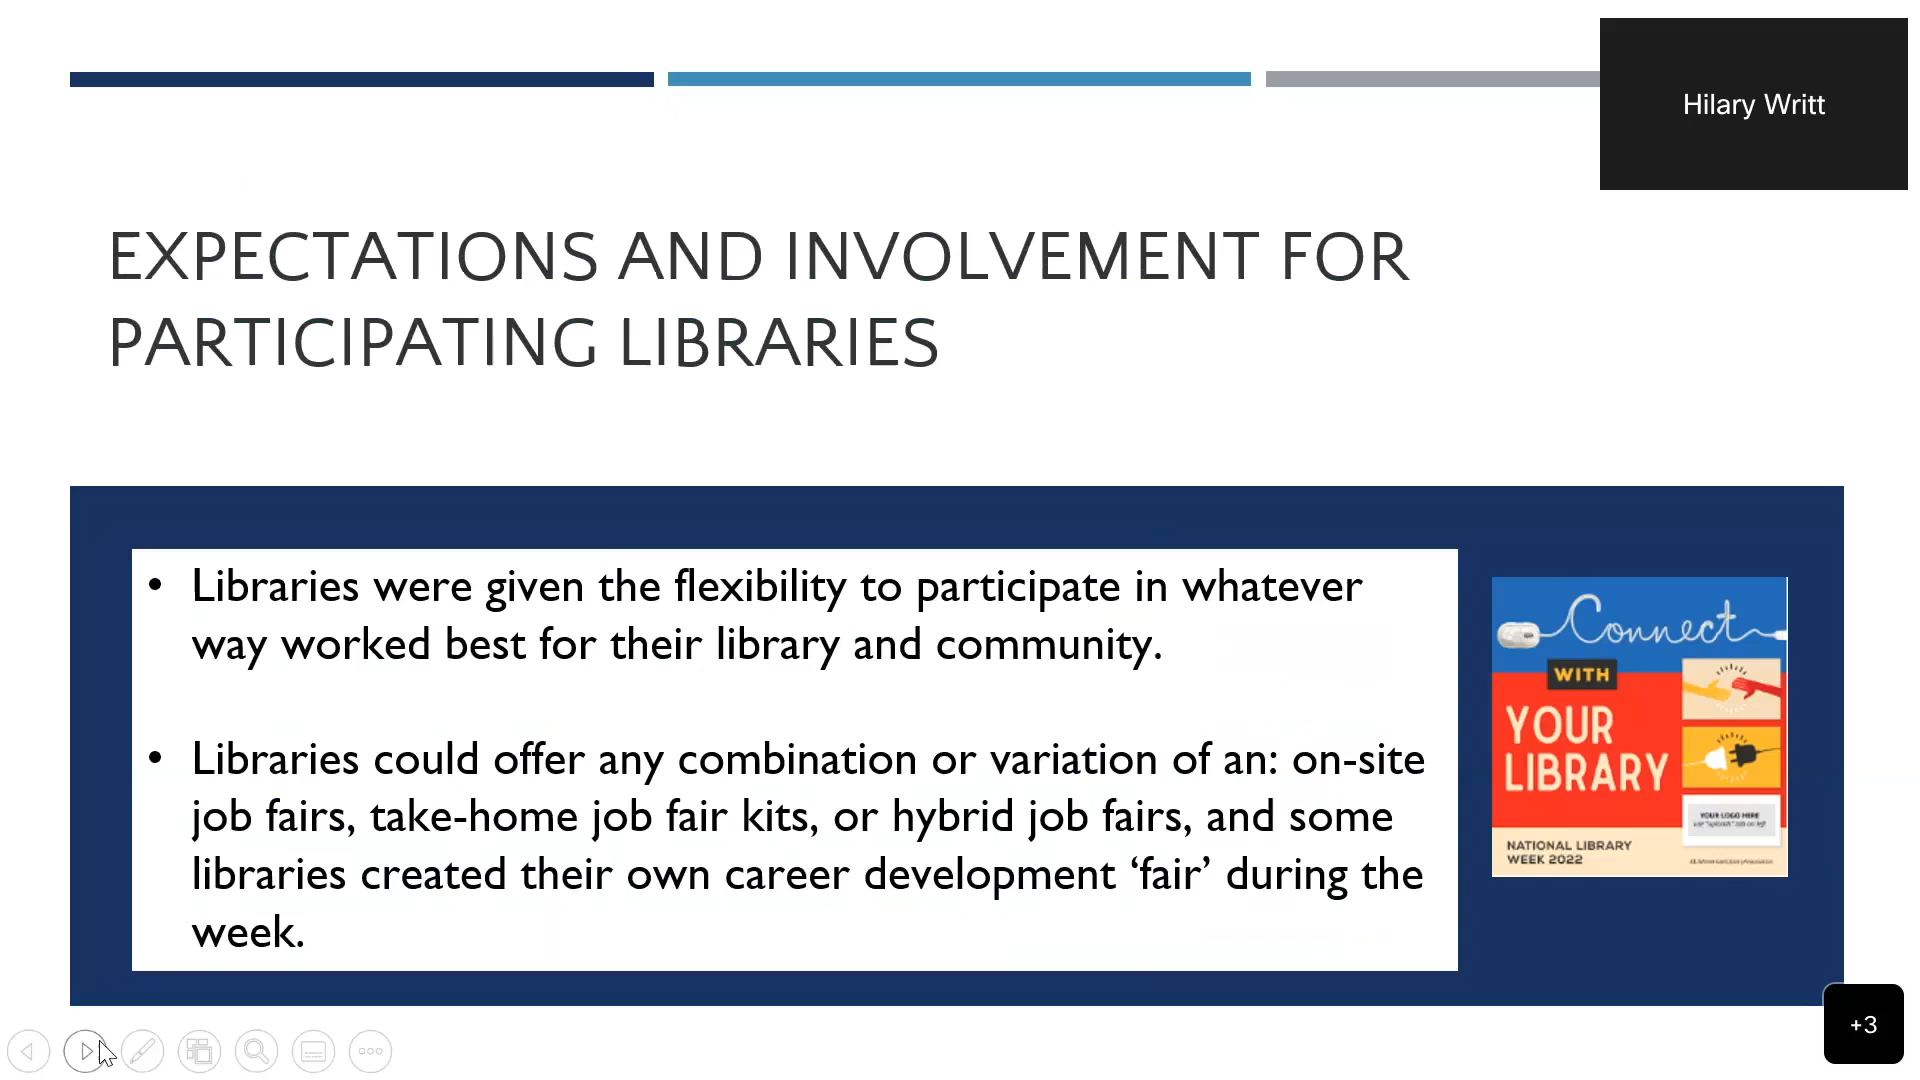 Hilary Writt
EXPECTATIONS AND INVOLVEMENT FOR
PARTICIPATING LIBRARIES
• Libraries were given the flexibility to participate in whatever
way worked best for their library and community.
• Libraries could offer any combination or variation of an: on-site
job fairs, take-home job fair kits, or hybrid job fairs, and some
libraries created their own career development ‘fair’ during the
week.
Connect
WITH
YOUR
LIBRARY
YOUR LOGO HERE
NATIONAL LIBRARY
WEEK 2022
+3